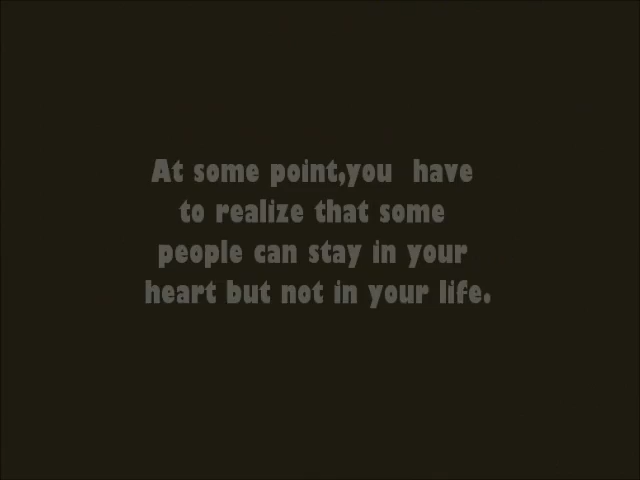 At some point,you  have
to realize that some
people can stay in your
heart but not in your life.